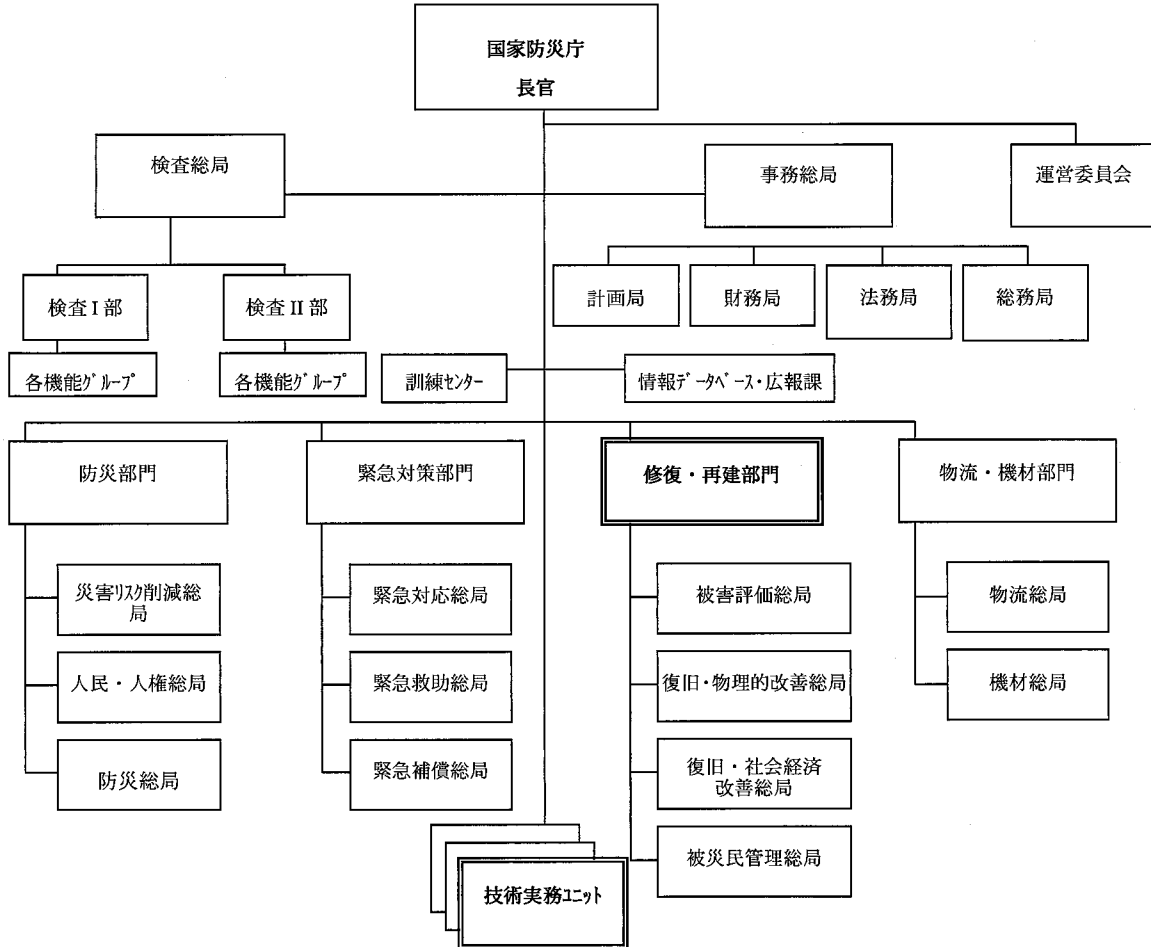 国家防災庁
長官
検査総局
事務総局
運営委員会
計画局
財務局
法務局
総務局
検査I部
検査II部
各機能ｸﾞﾙｰﾌﾟ
各機能ｸﾞﾙｰﾌﾟ
訓練ｾﾝﾀｰ
情報ﾃﾞｰﾀﾍﾞｰｽ・広報課
防災部門
緊急対策部門
修復・再建部門
物流・機材部門
災害ﾘｽｸ削減総
局
緊急対応総局
被害評価総局
物流総局
人民・人権総局
緊急救助総局
復旧・物理的改善総局
機材総局
防災総局
緊急補償総局
復旧・社会経済
改善総局
被災民管理総局
技術実務ﾕﾆｯﾄ